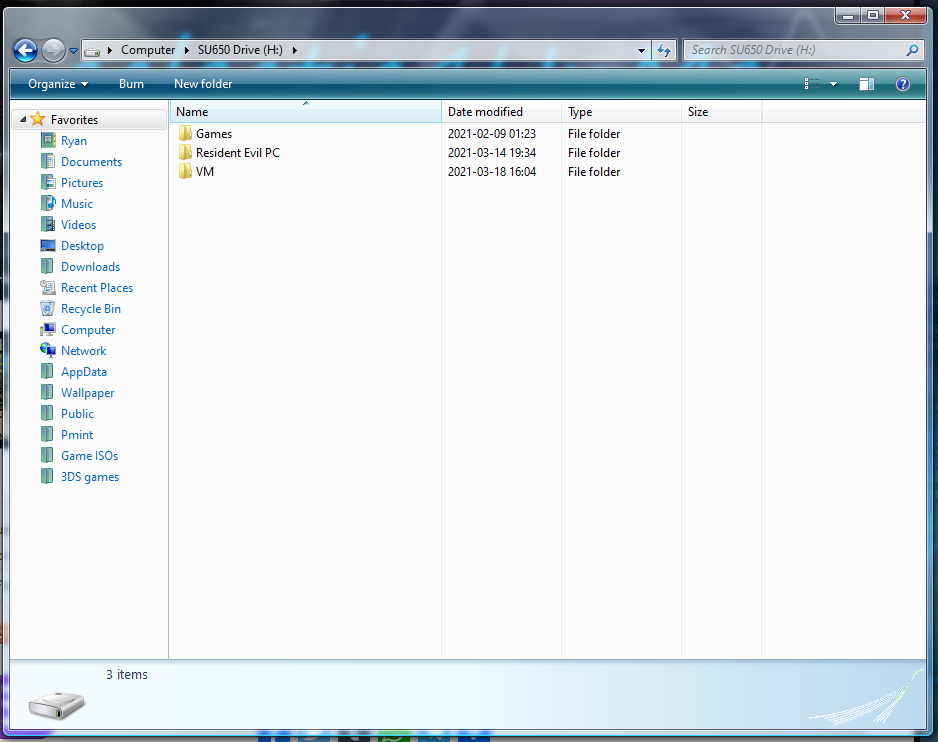 Computer SU650 Drive (H:) Search SU650 Drive (H:)
Organize Burn New folder
Name Date modified Type Size
Games 2021-02-09 01:23 File folder
Resident Evil PC 2021-03-14 19:34 File folder
VM 2021-03-18 16:04 File folder
Favorites
Ryan
Documents
Pictures
Music
Videos
Desktop
Downloads
Recent Places
Recycle Bin
Computer
Network
AppData
Wallpaper
Public
Pmint
Game ISOs
3DS games
3 items